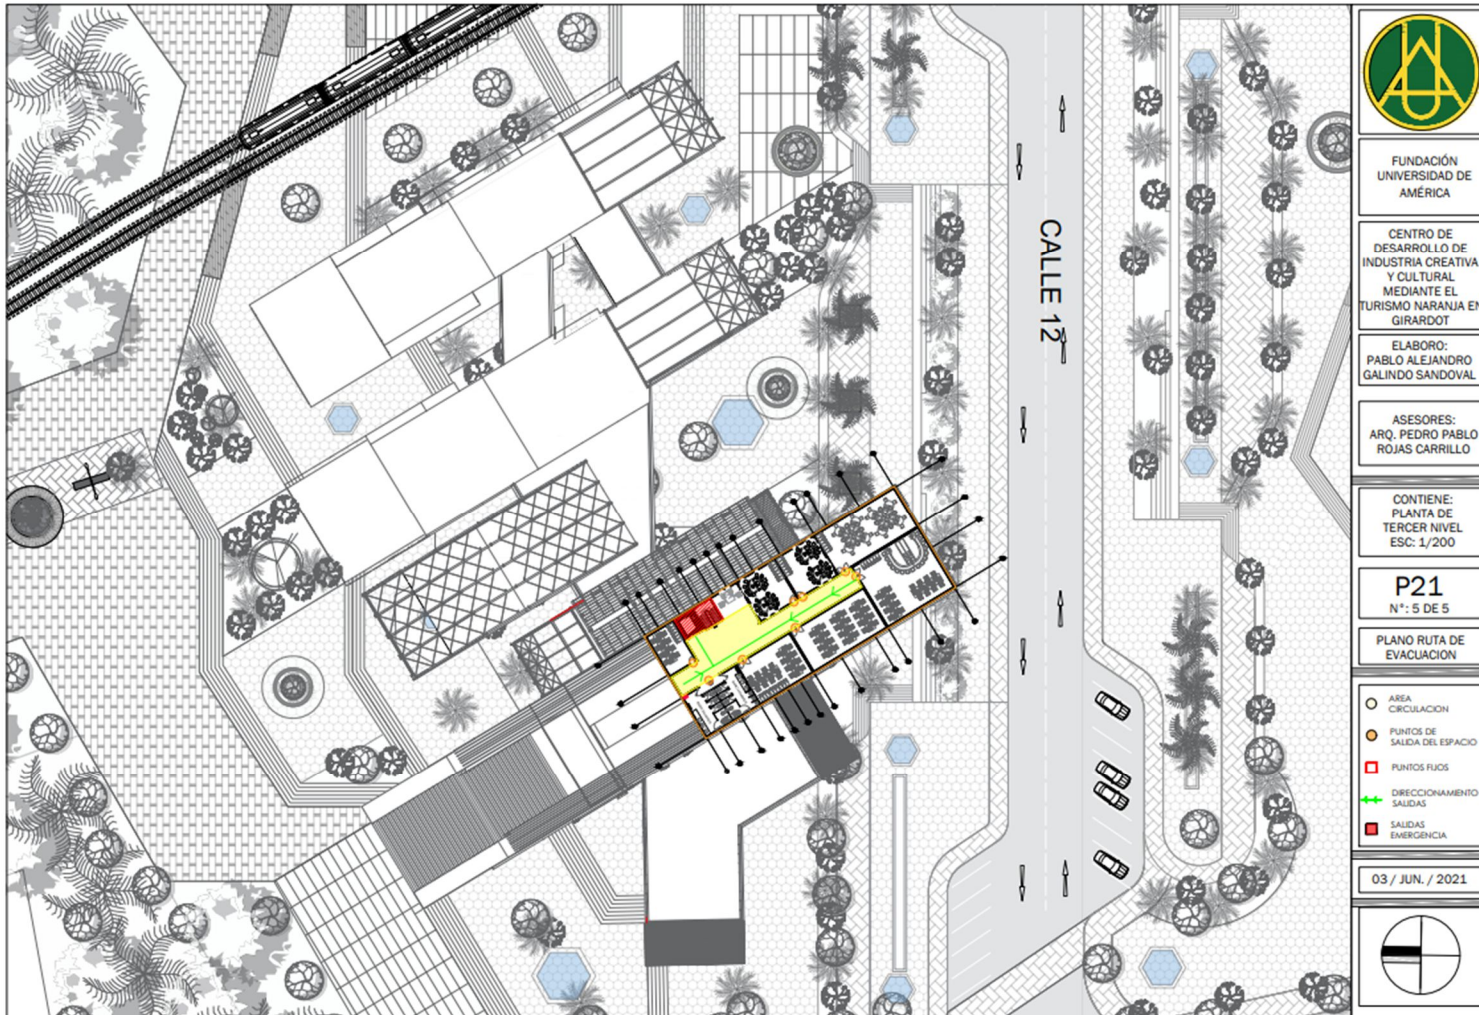 CALLE 12
FUNDACIÓN
UNIVERSIDAD DE
AMÉRICA
CENTRO DE
DESARROLLO DE
INDUSTRIA CREATIVA
Y CULTURAL
MEDIANTE EL
TURISMO NARANJA EN
GIRARDOT
ELABORO:
PABLO ALEJANDRO
GALINDO SANDOVAL
ASESORES:
ARQ. PEDRO PABLO
ROJAS CARRILLO
CONTIENE:
PLANTA DE
TERCER NIVEL
ESC: 1/200
P21
N°: 5 DE 5
PLANO RUTA DE
EVACUACION
AREA
CIRCULACION
PUNTOS DE
SALIDA DEL ESPACIO
PUNTOS FIJOS
DIRECCIONAMIENTO
SALIDAS
SALIDAS
EMERGENCIA
03 / JUN. / 2021